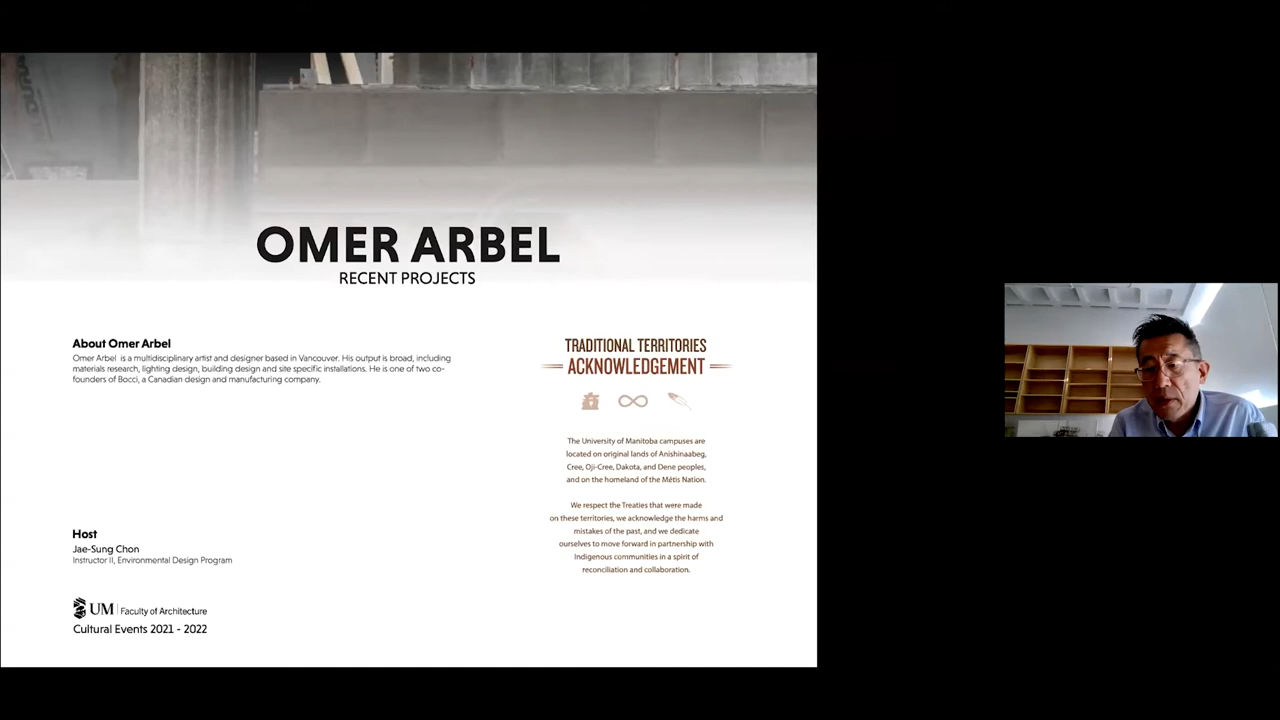 OMER ARBEL
RECENT PROJECTS
About Omer Arbel
Omer Arbel is a multidisciplinary artist and designer based in Vancouver. His output is broad, including
materials research, lighting design, building design and site specific installations. He is one of two co-
founders of Bocci, a Canadian design and manufacturing company.
TRADITIONAL TERRITORIES
ACKNOWLEDGEMENT
The University of Manitoba campuses are
located on original lands of Anishinaabeg,
Cree, Oji-Cree, Dakota, and Dene peoples,
and on the homeland of the Métis Nation.
We respect the Treaties that were made
on these territories, we acknowledge the harms and
mistakes of the past, and we dedicate
ourselves to move forward in partnership with
Indigenous communities in a spirit of
reconciliation and collaboration.
Host
Jae-Sung Chon
Instructor II, Environmental Design Program
UM Faculty of Architecture
Cultural Events 2021 - 2022